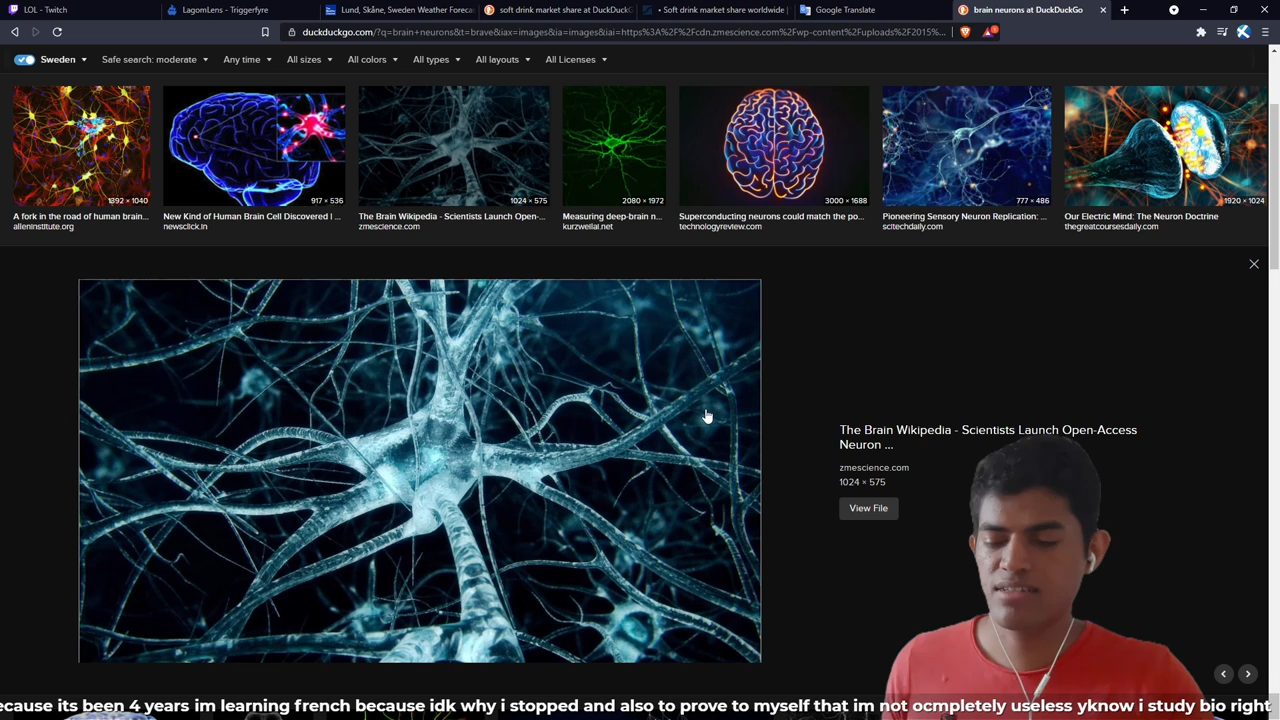 LOL - Twitch
LagomLens - Triggerfyre
Lund, Skåne, Sweden Weather Foreca
soft drink market share at DuckDuckG
• Soft drink market share worldwide |
Google Translate
brain neurons at DuckDuckGo
duckduckgo.com/?q=brain+neurons&t=brave&iax=images&ia=images&iai=https%3A%2F%2Fcdn.zmescience.com%2Fwp-content%2Fuploads%2F2015%...
Sweden
Safe search: moderate
Any time
All sizes
All colors
All types
All layouts
All Licenses
1392 × 1040
917 × 536
1024 × 575
2080 × 1972
3000 × 1688
777 × 486
1920 × 1024
A fork in the road of human brain...
alleninstitute.org
New Kind of Human Brain Cell Discovered | ...
newsclick.in
The Brain Wikipedia - Scientists Launch Open-...
zmescience.com
Measuring deep-brain n...
kurzweilai.net
Superconducting neurons could match the po...
technologyreview.com
Pioneering Sensory Neuron Replication: ...
scitechdaily.com
Our Electric Mind: The Neuron Doctrine
thegreatcoursesdaily.com
The Brain Wikipedia - Scientists Launch Open-Access
Neuron ...
zmescience.com
1024 × 575
View File
ecause its been 4 years im learning french because idk why i stopped and also to prove to myself that im not ocmpletely useless yknow i study bio right